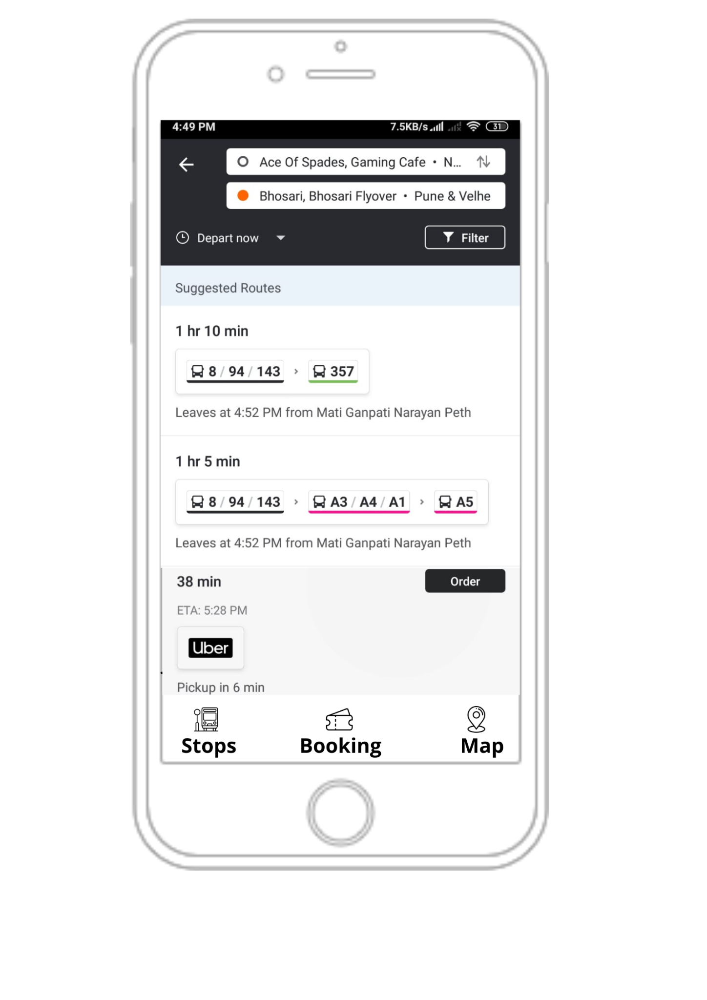 4:49 PM 7.5KB/s 31
Ace Of Spades, Gaming Cafe • N...
Bhosari, Bhosari Flyover • Pune & Velhe
Depart now Filter
Suggested Routes
1 hr 10 min
8 / 94 / 143 › 357
Leaves at 4:52 PM from Mati Ganpati Narayan Peth
1 hr 5 min
8 / 94 / 143 › A3 / A4 / A1 › A5
Leaves at 4:52 PM from Mati Ganpati Narayan Peth
38 min Order
ETA: 5:28 PM
Uber
Pickup in 6 min
Stops Booking Map